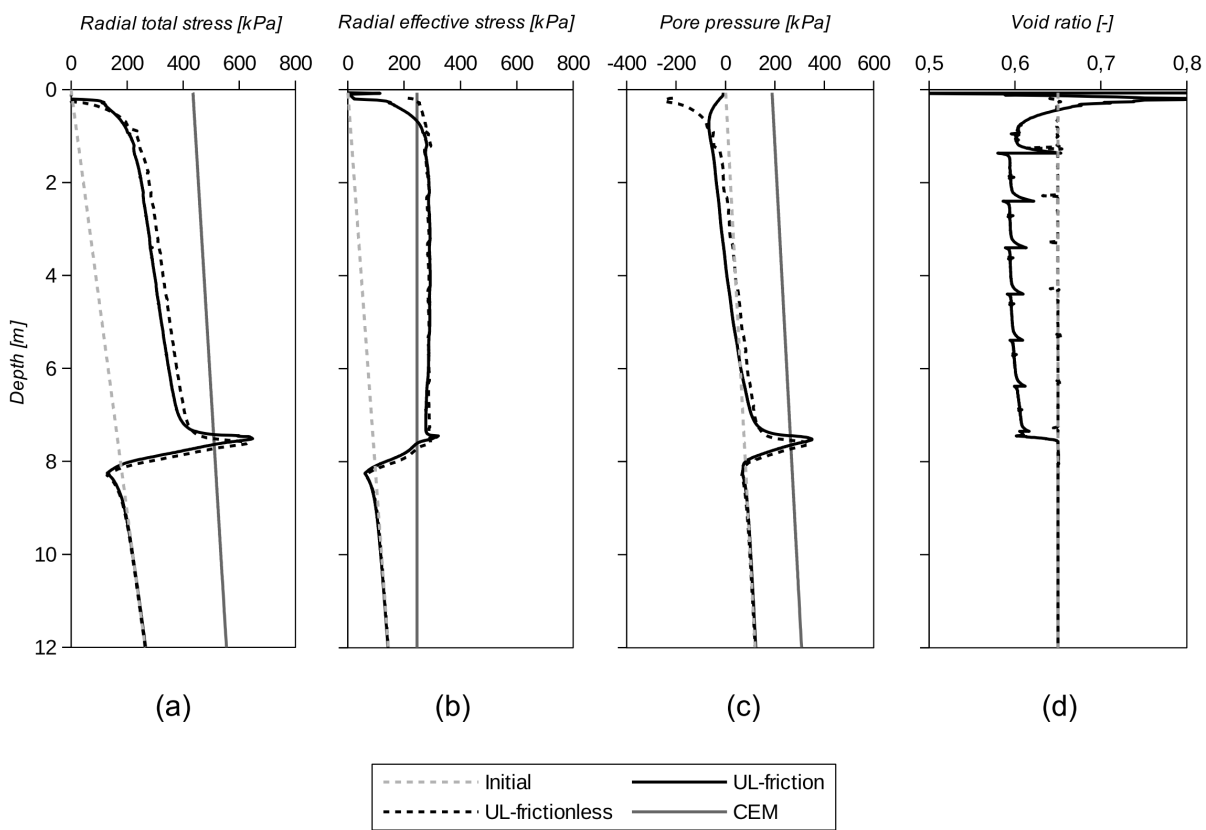 Radial total stress [kPa] Radial effective stress [kPa] Pore pressure [kPa] Void ratio [-]
0 200 400 600 800 0 200 400 600 800 -400 -200 0 200 400 600 0,5 0,6 0,7 0,8
0
2
4
6
8
10
12
Depth [m]
(a) (b) (c) (d)
Initial UL-friction
UL-frictionless CEM